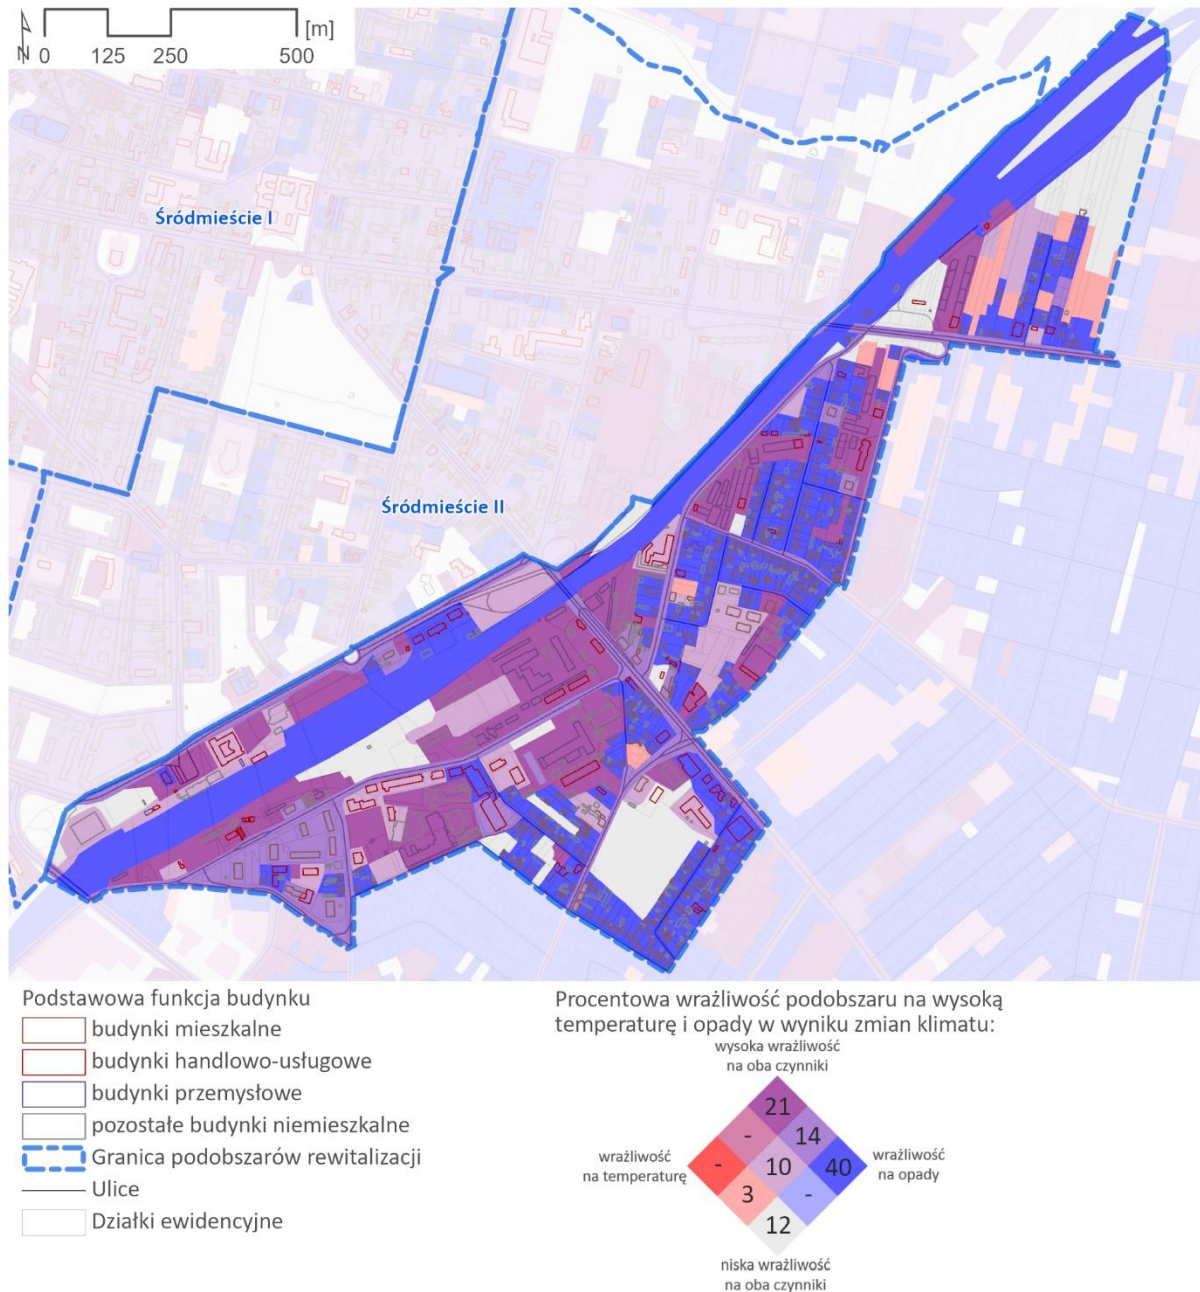 N 0 125 250 500 [m]
Śródmieście I
Śródmieście II
Podstawowa funkcja budynku
budynki mieszkalne
budynki handlowo-usługowe
budynki przemysłowe
pozostałe budynki niemieszkalne
Granica podobszarów rewitalizacji
Ulice
Działki ewidencyjne
Procentowa wrażliwość podobszaru na wysoką
temperaturę i opady w wyniku zmian klimatu:
wysoka wrażliwość
na oba czynniki
21
- 14
wrażliwość
na temperaturę
- 10 40
wrażliwość
na opady
3 -
12
niska wrażliwość
na oba czynniki